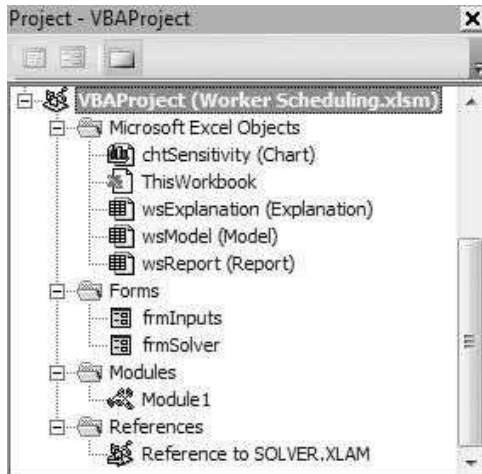 Project - VBAProject
VBAProject (Worker Scheduling.xlsm)
Microsoft Excel Objects
chtSensitivity (Chart)
ThisWorkbook
wsExplanation (Explanation)
wsModel (Model)
wsReport (Report)
Forms
frmInputs
frmSolver
Modules
Module1
References
Reference to SOLVER.XLAM